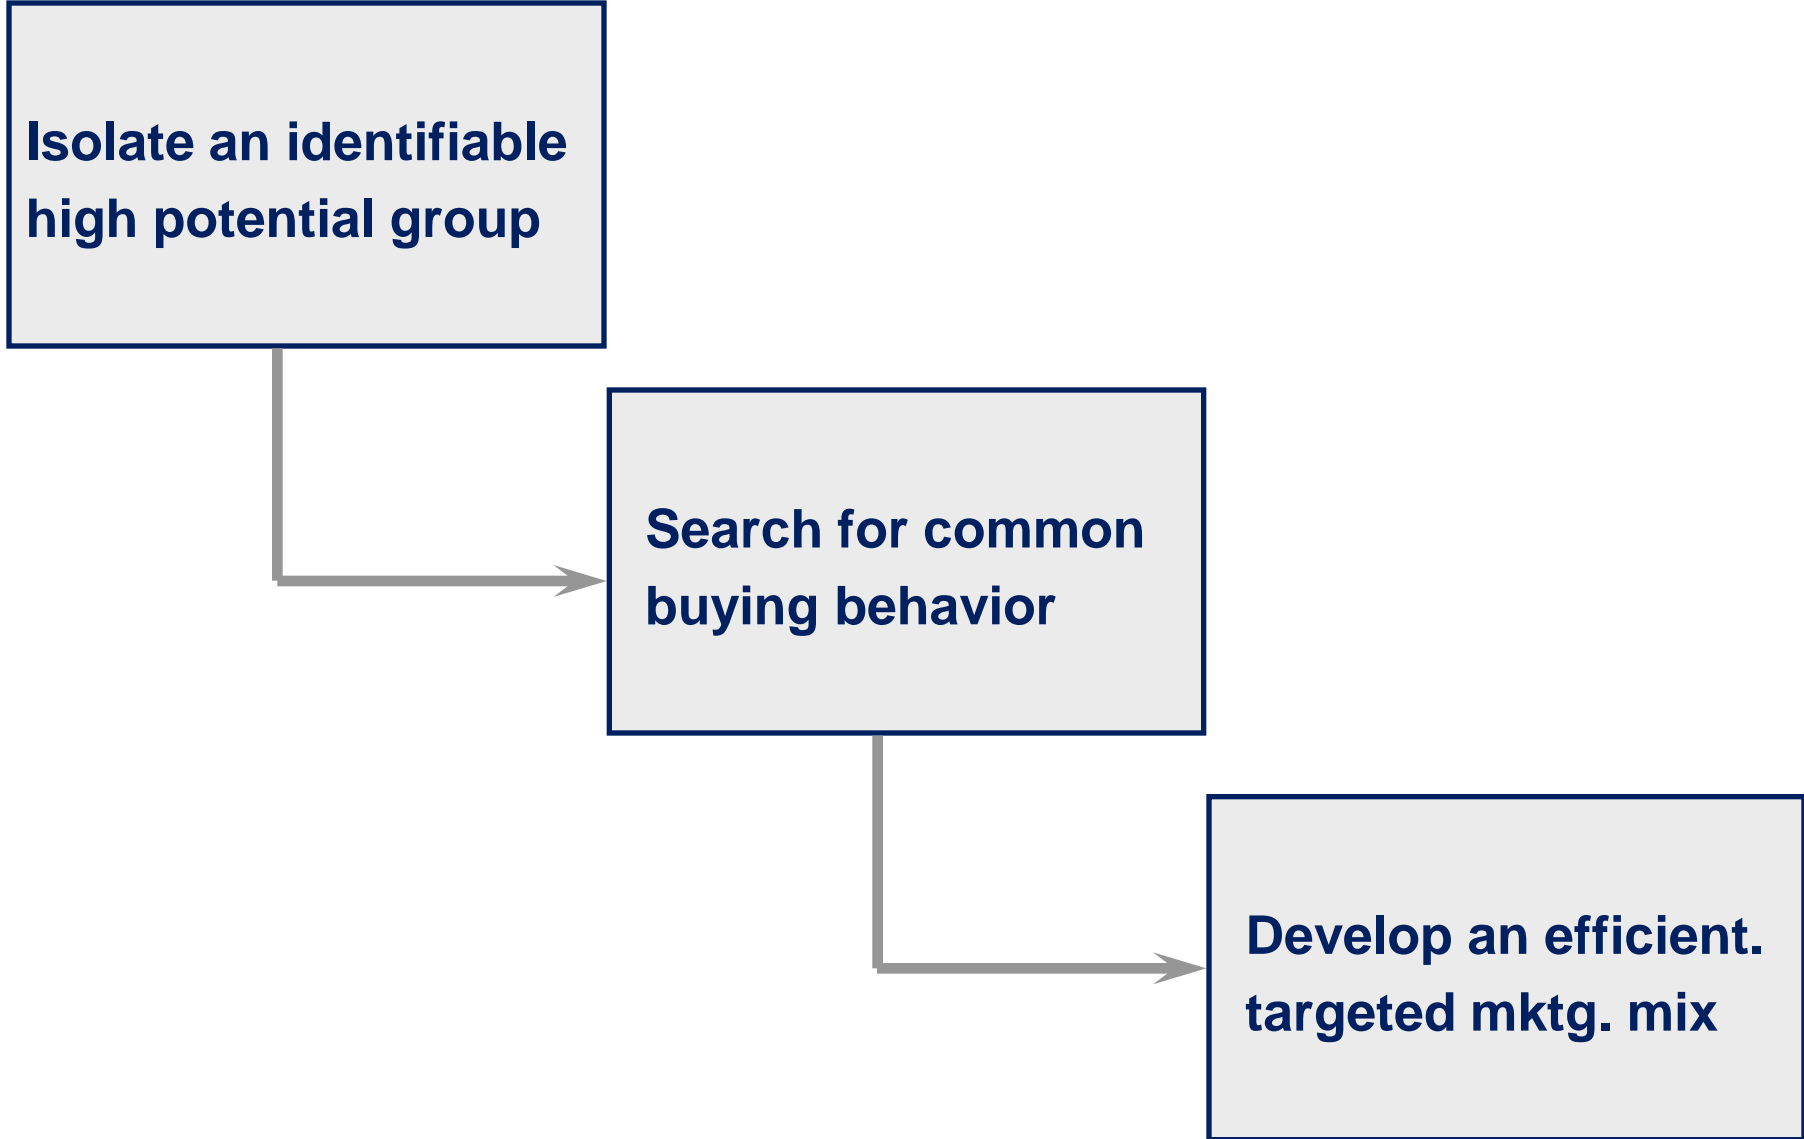 Isolate an identifiable
high potential group
Search for common
buying behavior
Develop an efficient.
targeted mktg. mix